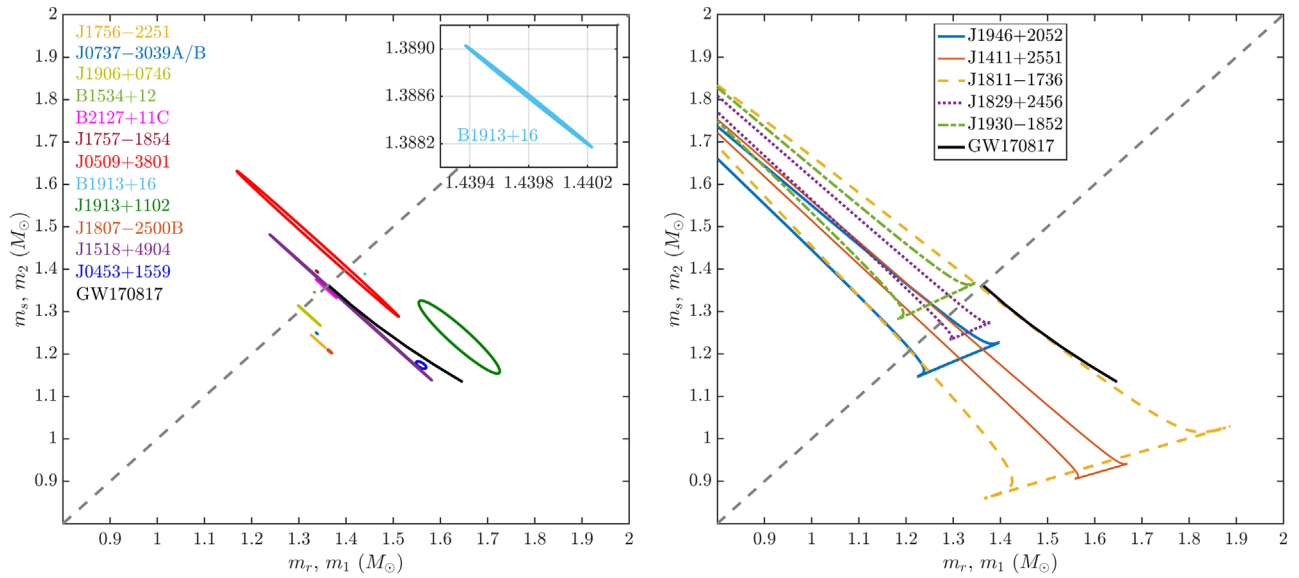 J1756−2251
J0737−3039A/B
J1906+0746
B1534+12
B2127+11C
J1757−1854
J0509+3801
B1913+16
J1913+1102
J1807−2500B
J1518+4904
J0453+1559
GW170817
1.3890
1.3886
1.3882
B1913+16
1.4394 1.4398 1.4402
2
1.9
1.8
1.7
1.6
1.5
1.4
1.3
1.2
1.1
1
0.9
m_s, m_2 (M_⊙)
0.9 1 1.1 1.2 1.3 1.4 1.5 1.6 1.7 1.8 1.9 2
m_r, m_1 (M_⊙)
J1946+2052
J1411+2551
J1811−1736
J1829+2456
J1930−1852
GW170817
2
1.9
1.8
1.7
1.6
1.5
1.4
1.3
1.2
1.1
1
0.9
m_s, m_2 (M_⊙)
0.9 1 1.1 1.2 1.3 1.4 1.5 1.6 1.7 1.8 1.9 2
m_r, m_1 (M_⊙)